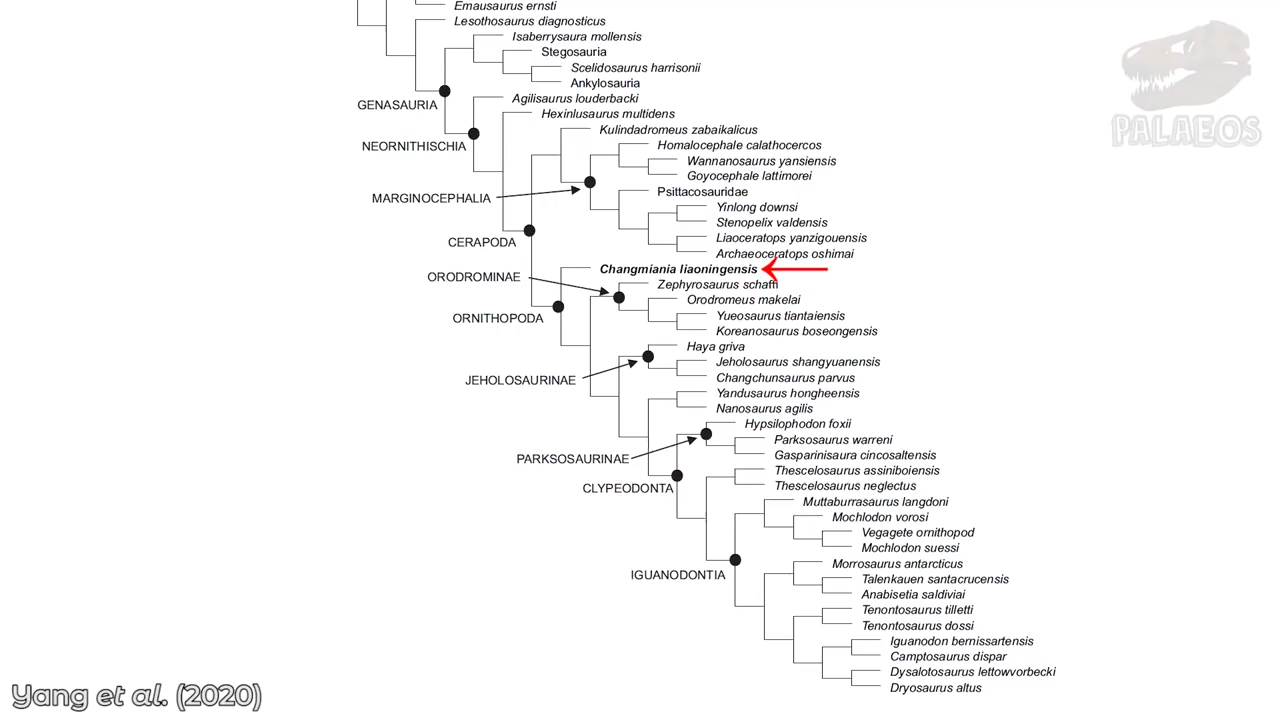 Emausaurus ernsti
Lesothosaurus diagnosticus
Isaberrysaura mollensis
Stegosauria
Scelidosaurus harrisonii
Ankylosauria
GENASAURIA
Agilisaurus louderbacki
Hexinlusaurus multidens
Kulindadromeus zabaikalicus
NEORNITHISCHIA
Homalocephale calathocercos
Wannanosaurus yansiensis
Goyocephale lattimorei
MARGINOCEPHALIA
Psittacosauridae
Yinlong downsi
Stenopelix valdensis
Liaoceratops yanzigouensis
CERAPODA
Archaeoceratops oshimai
Changmiania liaoningensis
ORODROMINAE
Zephyrosaurus schaffi
Orodromeus makelai
Yueosaurus tiantaiensis
ORNITHOPODA
Koreanosaurus boseongensis
Haya griva
Jeholosaurus shangyuanensis
JEHOLOSAURINAE
Changchunsaurus parvus
Yandusaurus hongheensis
Nanosaurus agilis
Hypsilophodon foxii
Parksosaurus warreni
Gasparinisaura cincosaltensis
PARKSOSAURINAE
Thescelosaurus assiniboiensis
Thescelosaurus neglectus
CLYPEODONTA
Muttaburrasaurus langdoni
Mochlodon vorosi
Vegagete ornithopod
Mochlodon suessi
Morrosaurus antarcticus
IGUANODONTIA
Talenkauen santacrucensis
Anabisetia saldiviai
Tenontosaurus tilletti
Tenontosaurus dossi
Iguanodon bernissartensis
Camptosaurus dispar
Dysalotosaurus lettowvorbecki
Dryosaurus altus
PALAEOS
Yang et al. (2020)